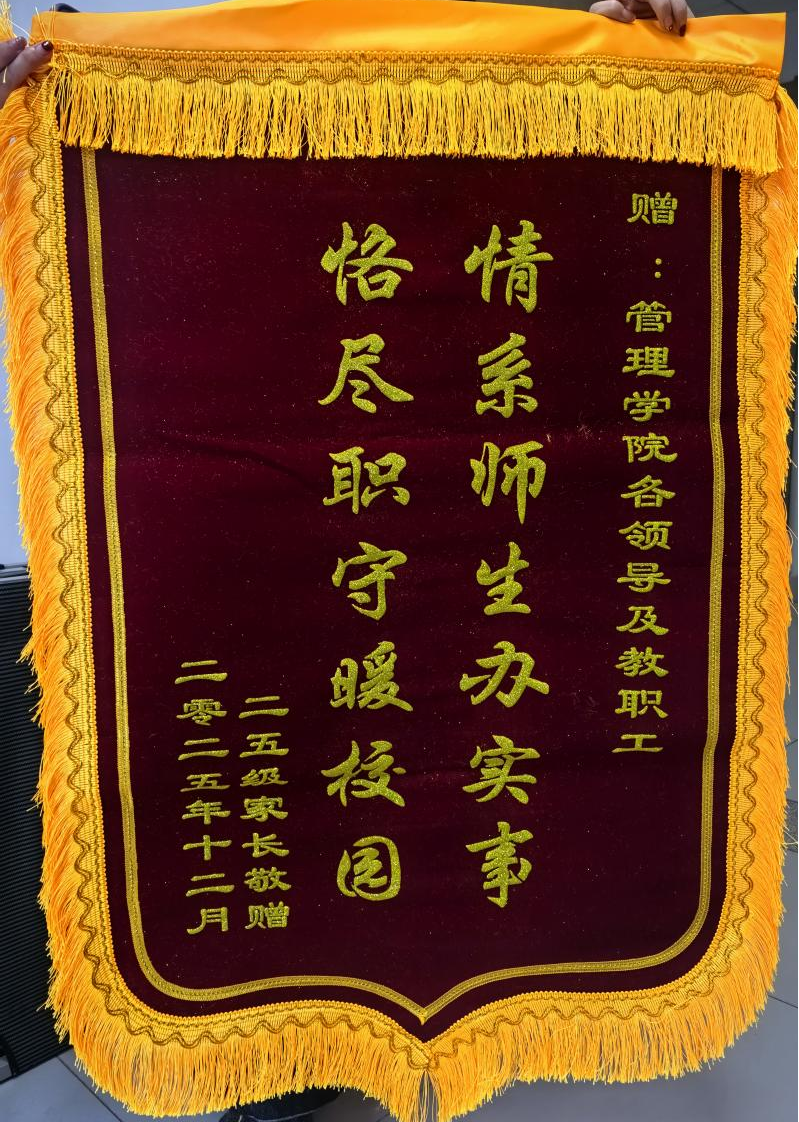 赠：管理学院各领导及教职工
情系师生办实事
恪尽职守暖校园
二五级家长敬赠
二零二五年十二月